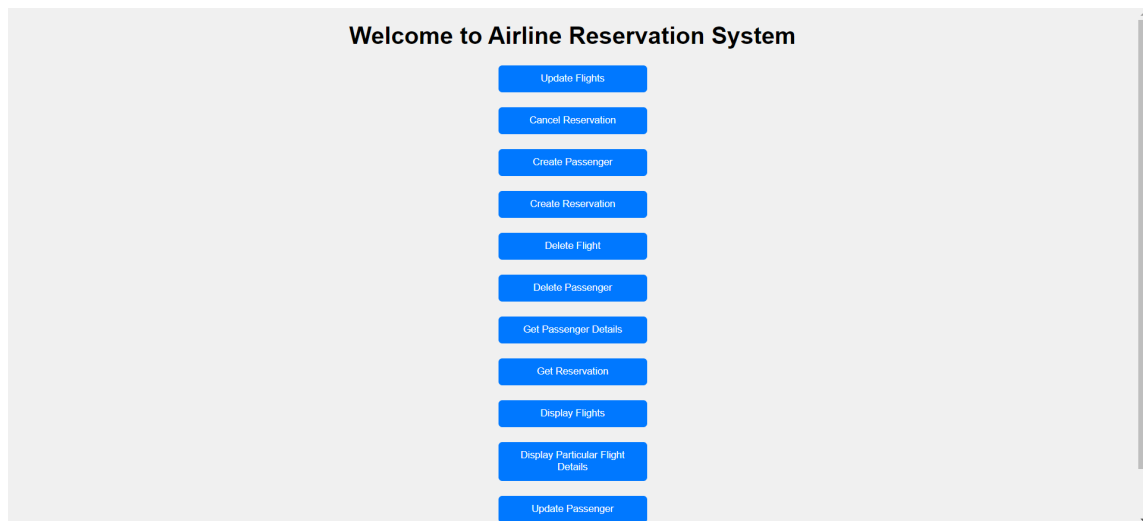 Welcome to Airline Reservation System
Update Flights
Cancel Reservation
Create Passenger
Create Reservation
Delete Flight
Delete Passenger
Get Passenger Details
Get Reservation
Display Flights
Display Particular Flight
Details
Update Passenger